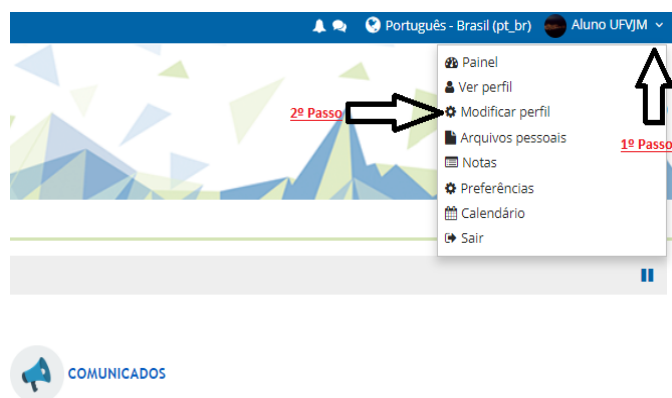 Português - Brasil (pt_br) Aluno UFVJM
Painel
Ver perfil
2º Passo
Modificar perfil
Arquivos pessoais
1º Passo
Notas
Preferências
Calendário
Sair
COMUNICADOS